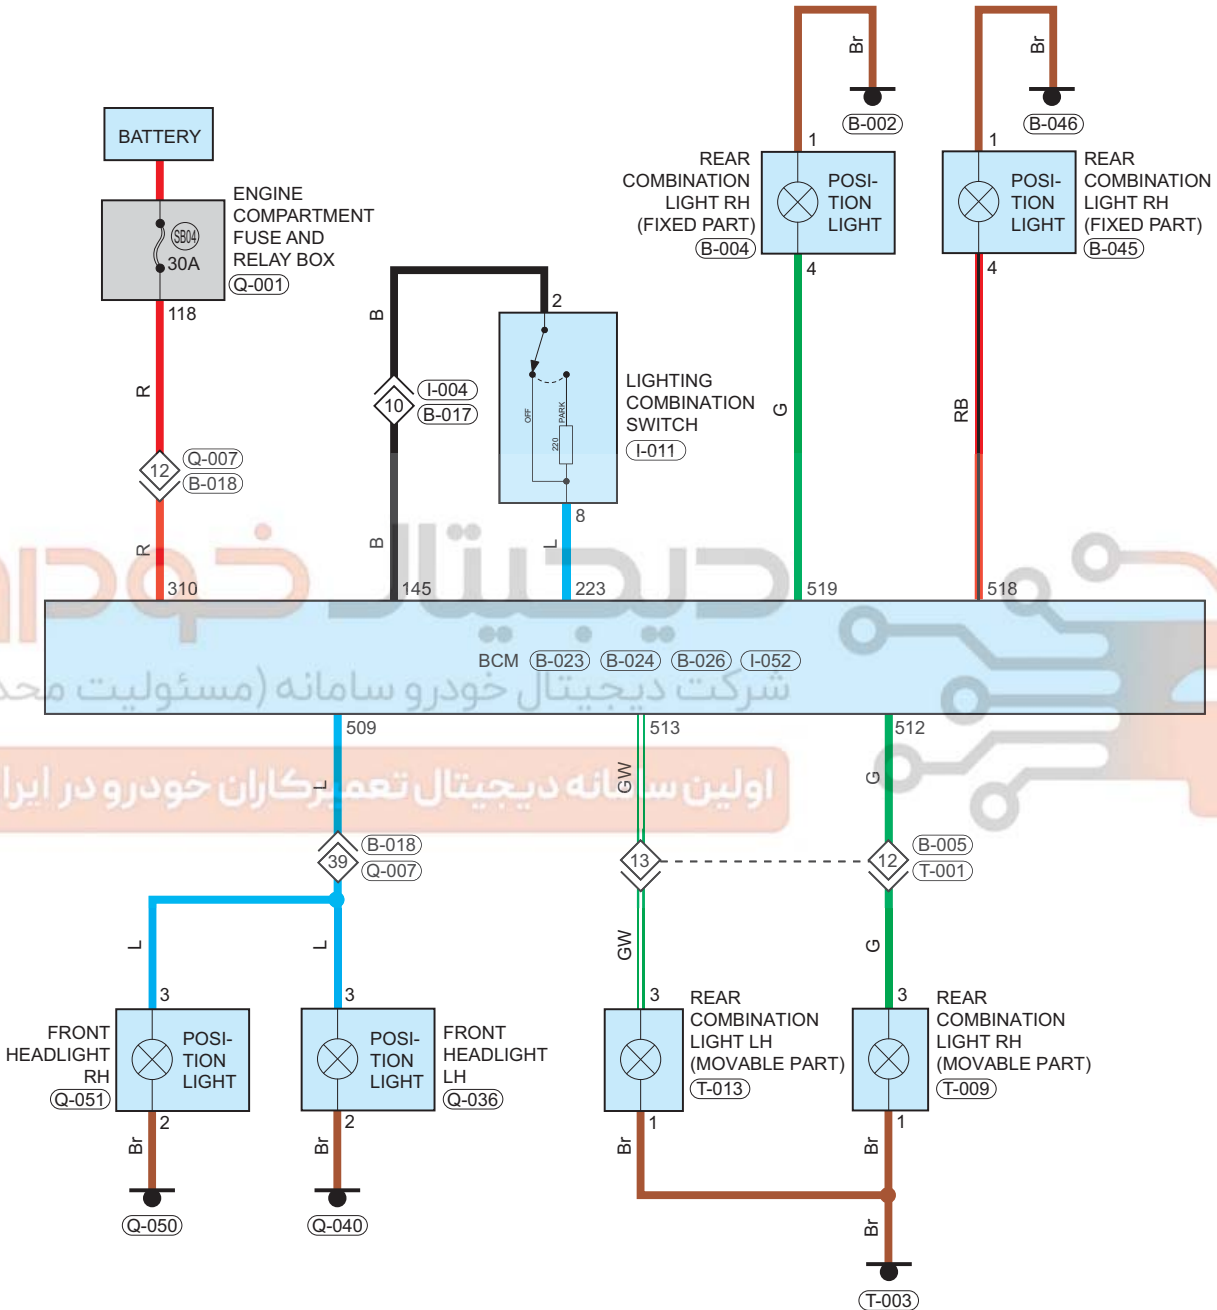 Br
B-002
Br
B-046
BATTERY
SB04
30A
ENGINE
COMPARTMENT
FUSE AND
RELAY BOX
Q-001
118
1
REAR
COMBINATION
LIGHT RH
(FIXED PART)
B-004
POSI-
TION
LIGHT
4
1
POSI-
TION
LIGHT
REAR
COMBINATION
LIGHT RH
(FIXED PART)
B-045
4
R
12
Q-007
B-018
R
310
B
10
I-004
B-017
B
145
2
OFF
PARK
220
LIGHTING
COMBINATION
SWITCH
I-011
8
L
223
G
519
RB
518
دیجیتال خودرو
BCM B-023 B-024 B-026 I-052
شرکت دیجیتال خودرو سامانه (مسئولیت
509
513
512
اولین سامانه دیجیتال تعمیرکاران خودرو در ایرا
L
GW
G
39
B-018
Q-007
13
12
B-005
T-001
L
L
GW
G
3
FRONT
HEADLIGHT
RH
Q-051
POSI-
TION
LIGHT
2
3
POSI-
TION
LIGHT
FRONT
HEADLIGHT
LH
Q-036
2
3
REAR
COMBINATION
LIGHT LH
(MOVABLE PART)
T-013
1
3
REAR
COMBINATION
LIGHT RH
(MOVABLE PART)
T-009
1
Br
Q-050
Br
Q-040
Br
Br
Br
T-003